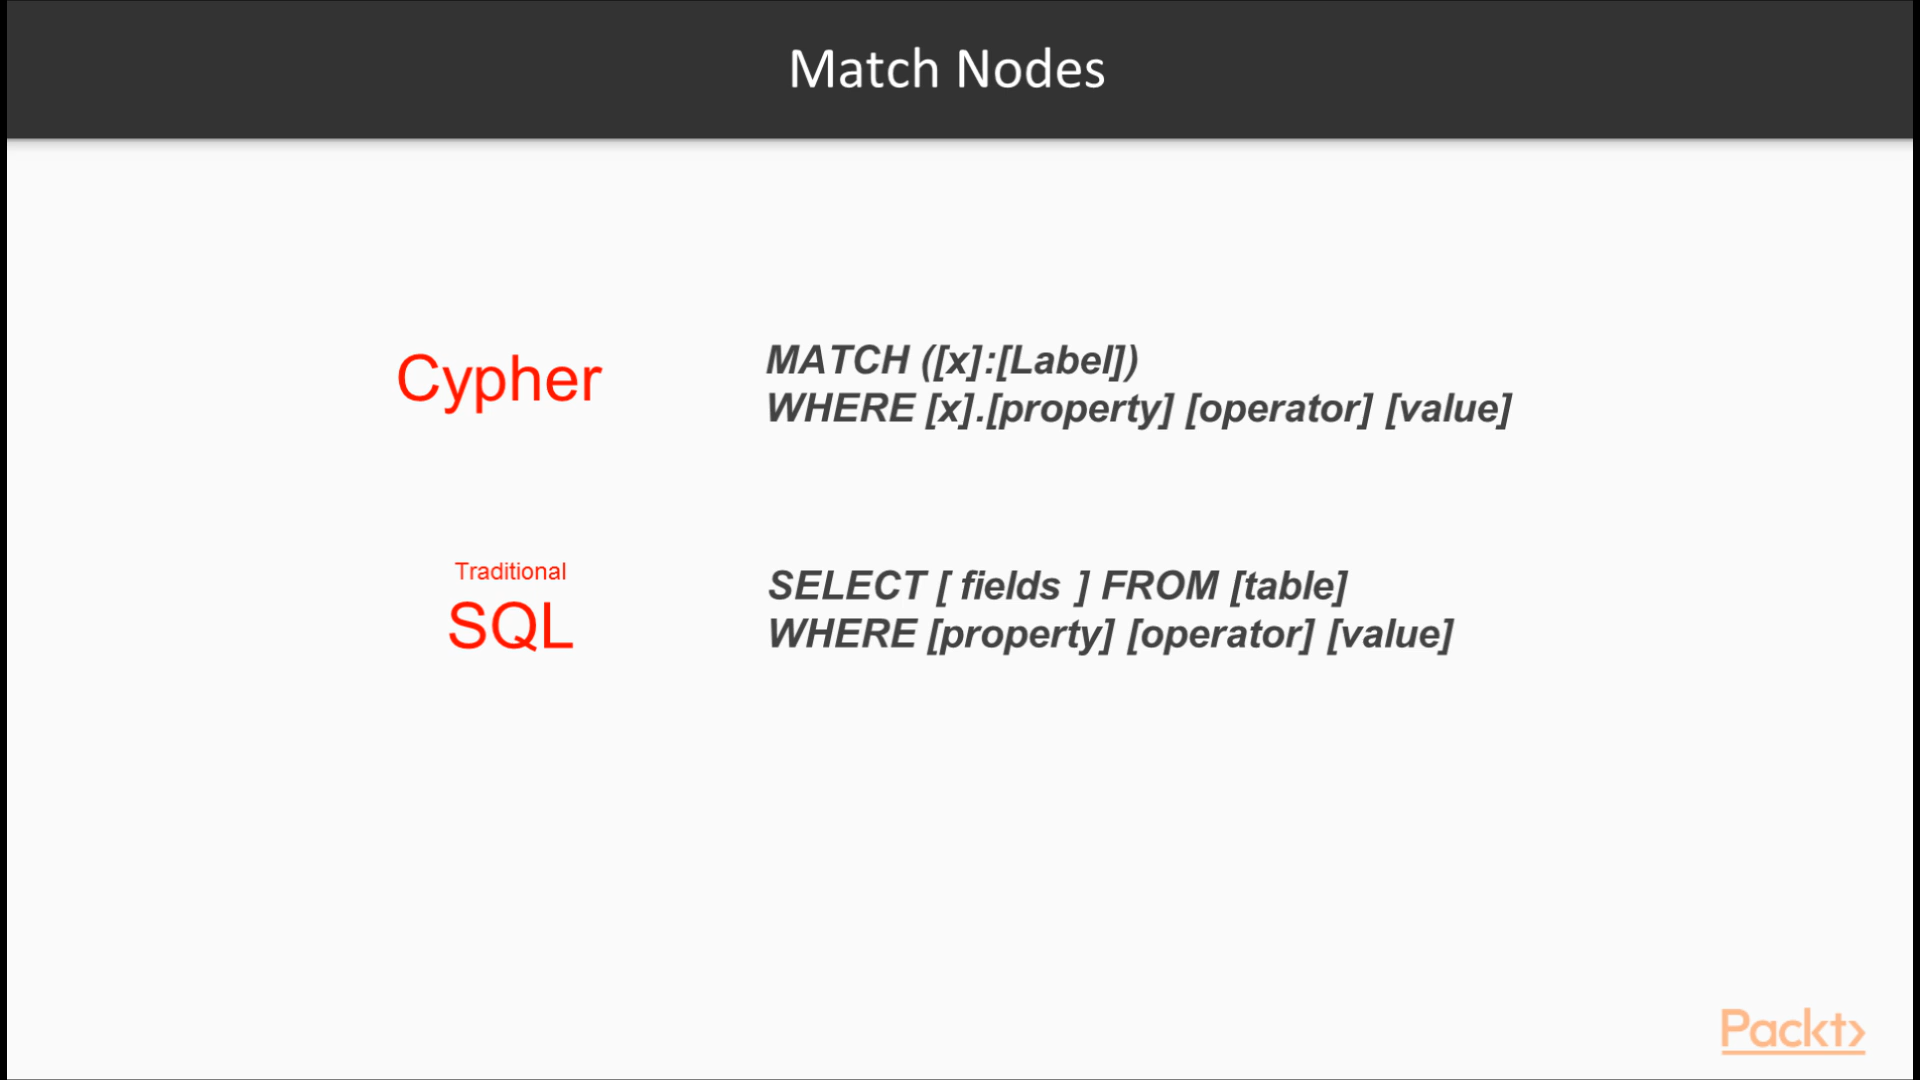 Match Nodes
Cypher
MATCH ([x]:[Label])
WHERE [x].[property] [operator] [value]
Traditional
SQL
SELECT [ fields ] FROM [table]
WHERE [property] [operator] [value]
Packt>